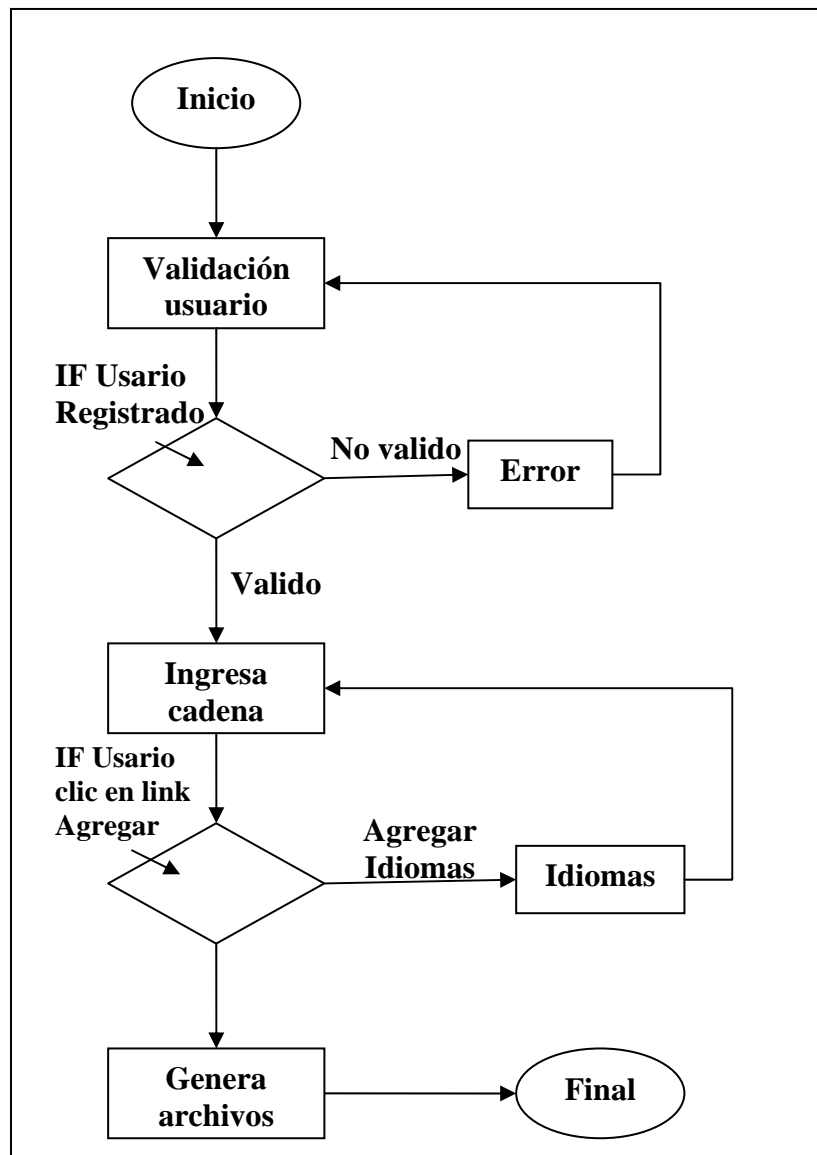 Inicio
Validación
usuario
IF Usario
Registrado
No valido
Error
Valido
Ingresa
cadena
IF Usario
clic en link
Agregar
Agregar
Idiomas
Idiomas
Genera
archivos
Final